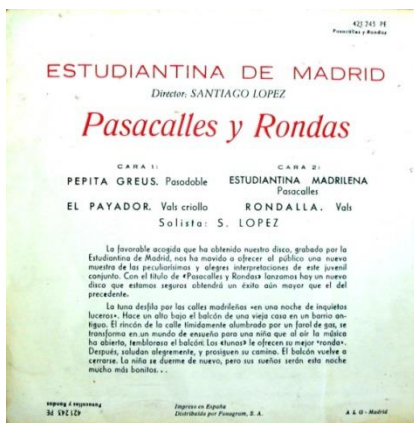 421 243 PE
Pasacalles y Rondas
ESTUDIANTINA DE MADRID
Director: SANTIAGO LOPEZ
Pasacalles y Rondas
CARA 1:
PEPITA GREUS. Pasodoble
EL PAYADOR. Vals criollo
CARA 2:
ESTUDIANTINA MADRILENA
Pasacalles
RONDALLA. Vals
Solista: S. LOPEZ
La favorable acogida que ha obtenido nuestro disco, grabado por la
Estudiantina de Madrid, nos ha movido a ofrecer al público una nueva
muestra de las peculiarísimas y alegres interpretaciones de este juvenil
conjunto. Con el título de «Pasacalles y Rondas» lanzamos hoy un nuevo
disco que estamos seguros obtendrá un éxito aún mayor que el del
precedente.
La tuna desfila por las calles madrileñas «en una noche de inquietos
luceros». Hace un alto bajo el balcón de una vieja casa en un barrio an-
tiguo. El rincón de la calle tímidamente alumbrado por un farol de gas, se
transforma en un mundo de ensueño para una niña que al oír la música
ha abierto, temblorosa el balcón: Los «tunos» le ofrecen su mejor «ronda».
Después, saludan alegremente, y prosiguen su camino. El balcón vuelve a
cerrarse. La niña se duerme de nuevo, pero sus sueños serán esta noche
mucho más bonitos...
Pasacalles y Rondas
421 243 PE
Impreso en España
Distribuido por Fonogram, S. A.
A L G - Madrid